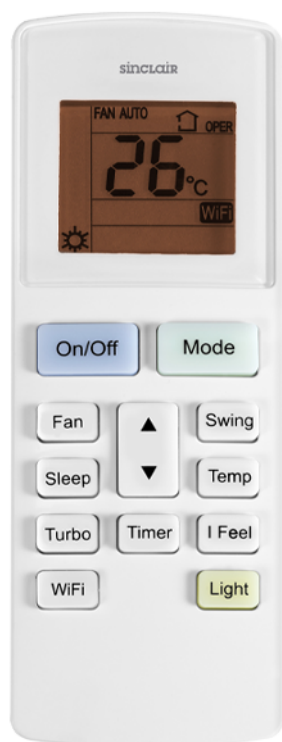 sinclair
FAN AUTO
OPER
26°C
WiFi
On/Off
Mode
Fan
▲
Swing
Sleep
▼
Temp
Turbo
Timer
I Feel
WiFi
Light